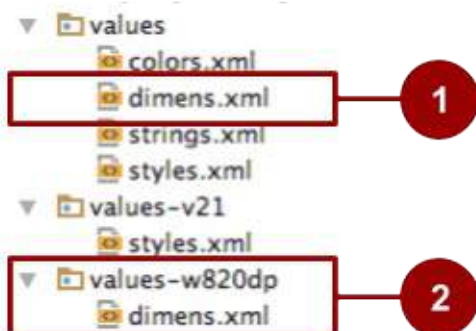 values
colors.xml
dimens.xml
1
strings.xml
styles.xml
values-v21
styles.xml
values-w820dp
2
dimens.xml